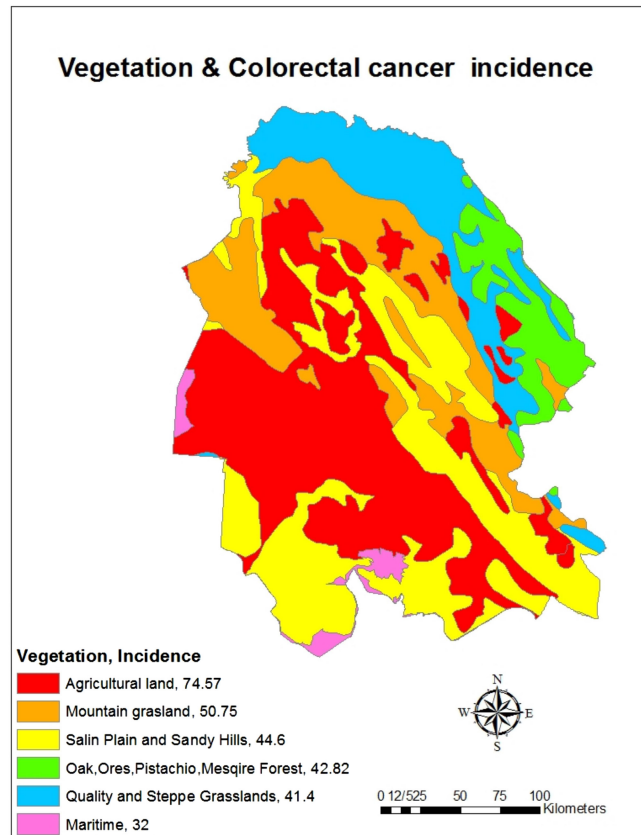 Vegetation & Colorectal cancer incidence
Vegetation, Incidence
Agricultural land, 74.57
Mountain grasland, 50.75
Salin Plain and Sandy Hills, 44.6
Oak,Ores,Pistachio,Mesqire Forest, 42.82
Quality and Steppe Grasslands, 41.4
Maritime, 32
N
W E
S
0 12/525 50 75 100
Kilometers